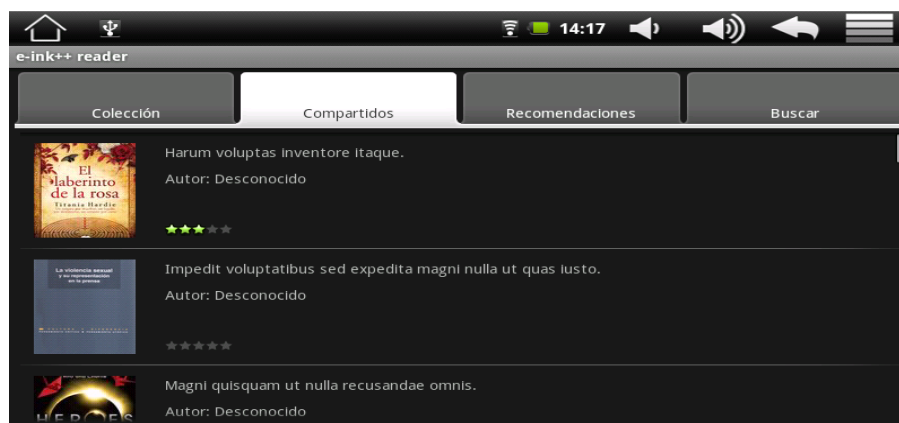 14:17
e-ink++ reader
Colección
Compartidos
Recomendaciones
Buscar
El
laberinto
de la rosa
Titania Hardie
Harum voluptas inventore itaque.
Autor: Desconocido
La violencia sexual
y su representación
en la prensa
Impedit voluptatibus sed expedita magni nulla ut quas iusto.
Autor: Desconocido
HEROES
Magni quisquam ut nulla recusandae omnis.
Autor: Desconocido